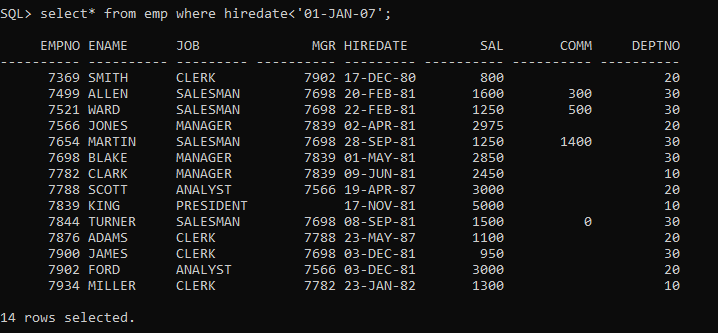 SQL> select* from emp where hiredate<'01-JAN-07';
     EMPNO ENAME      JOB              MGR HIREDATE         SAL       COMM     DEPTNO
---------- ---------- --------- ---------- --------- ---------- ---------- ----------
      7369 SMITH      CLERK           7902 17-DEC-80        800                    20
      7499 ALLEN      SALESMAN        7698 20-FEB-81       1600        300         30
      7521 WARD       SALESMAN        7698 22-FEB-81       1250        500         30
      7566 JONES      MANAGER         7839 02-APR-81       2975                    20
      7654 MARTIN     SALESMAN        7698 28-SEP-81       1250       1400         30
      7698 BLAKE      MANAGER         7839 01-MAY-81       2850                    30
      7782 CLARK      MANAGER         7839 09-JUN-81       2450                    10
      7788 SCOTT      ANALYST         7566 19-APR-87       3000                    20
      7839 KING       PRESIDENT            17-NOV-81       5000                    10
      7844 TURNER     SALESMAN        7698 08-SEP-81       1500          0         30
      7876 ADAMS      CLERK           7788 23-MAY-87       1100                    20
      7900 JAMES      CLERK           7698 03-DEC-81        950                    30
      7902 FORD       ANALYST         7566 03-DEC-81       3000                    20
      7934 MILLER     CLERK           7782 23-JAN-82       1300                    10
14 rows selected.